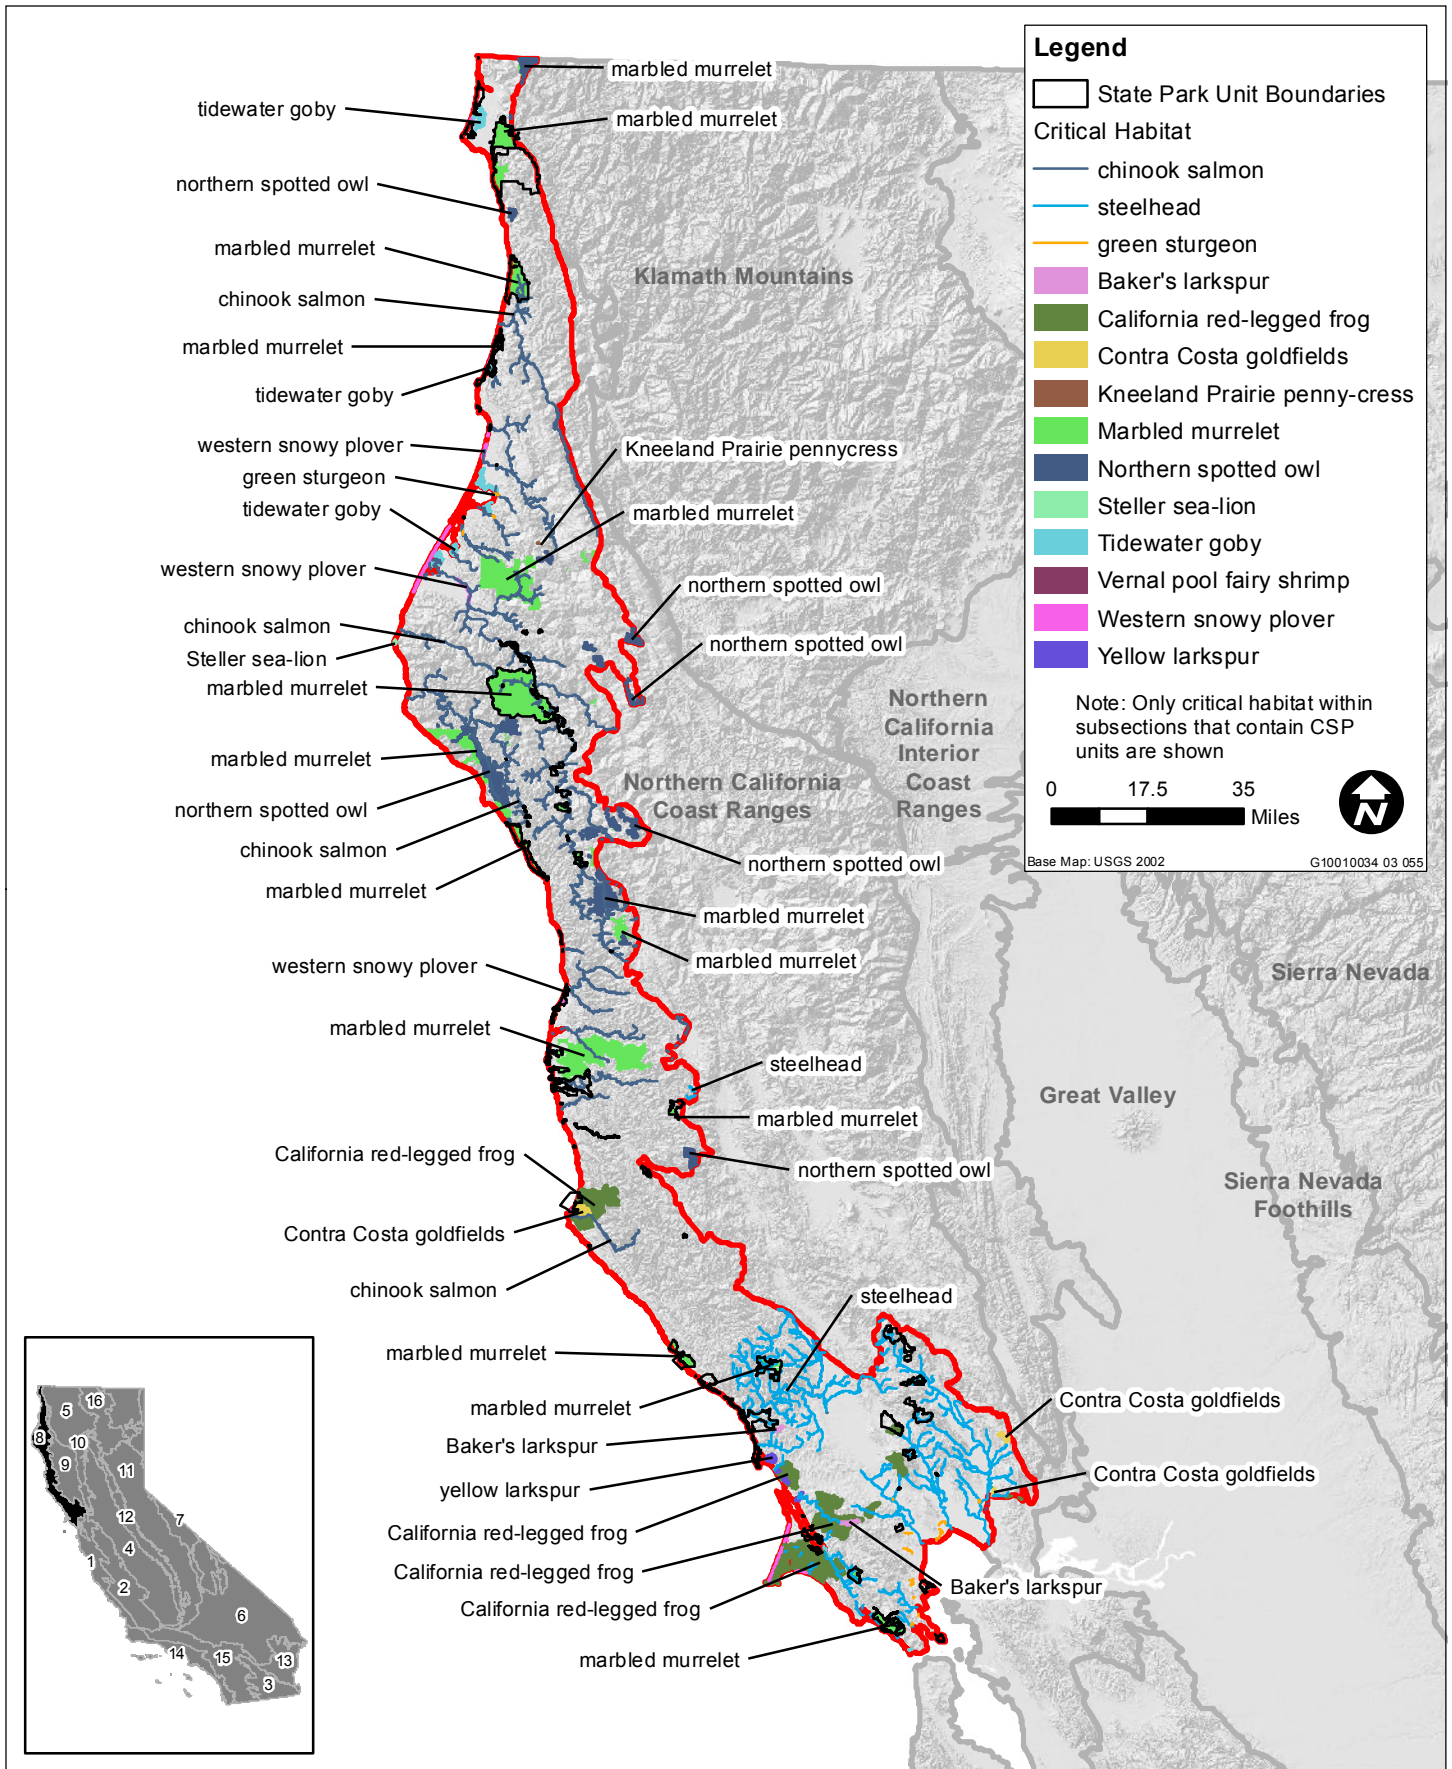 marbled murrelet
tidewater goby
marbled murrelet
northern spotted owl
marbled murrelet
Klamath Mountains
chinook salmon
marbled murrelet
tidewater goby
western snowy plover
Kneeland Prairie pennycress
green sturgeon
tidewater goby
marbled murrelet
western snowy plover
northern spotted owl
chinook salmon
northern spotted owl
Steller sea-lion
marbled murrelet
marbled murrelet
northern spotted owl
chinook salmon
northern spotted owl
marbled murrelet
marbled murrelet
marbled murrelet
western snowy plover
marbled murrelet
steelhead
marbled murrelet
California red-legged frog
northern spotted owl
Contra Costa goldfields
chinook salmon
steelhead
marbled murrelet
marbled murrelet
Contra Costa goldfields
Baker's larkspur
Contra Costa goldfields
yellow larkspur
California red-legged frog
California red-legged frog
Baker's larkspur
California red-legged frog
marbled murrelet
Northern California
Coast Ranges
Northern
California
Interior
Coast
Ranges
Sierra Nevada
Great Valley
Sierra Nevada
Foothills
Legend
State Park Unit Boundaries
Critical Habitat
chinook salmon
steelhead
green sturgeon
Baker's larkspur
California red-legged frog
Contra Costa goldfields
Kneeland Prairie penny-cress
Marbled murrelet
Northern spotted owl
Steller sea-lion
Tidewater goby
Vernal pool fairy shrimp
Western snowy plover
Yellow larkspur
Note: Only critical habitat within
subsections that contain CSP
units are shown
0 17.5 35
Miles
N
Base Map: USGS 2002 G10010034 03 055
16
5
8
10
9
11
12
7
1
4
2
6
14
15
13
3